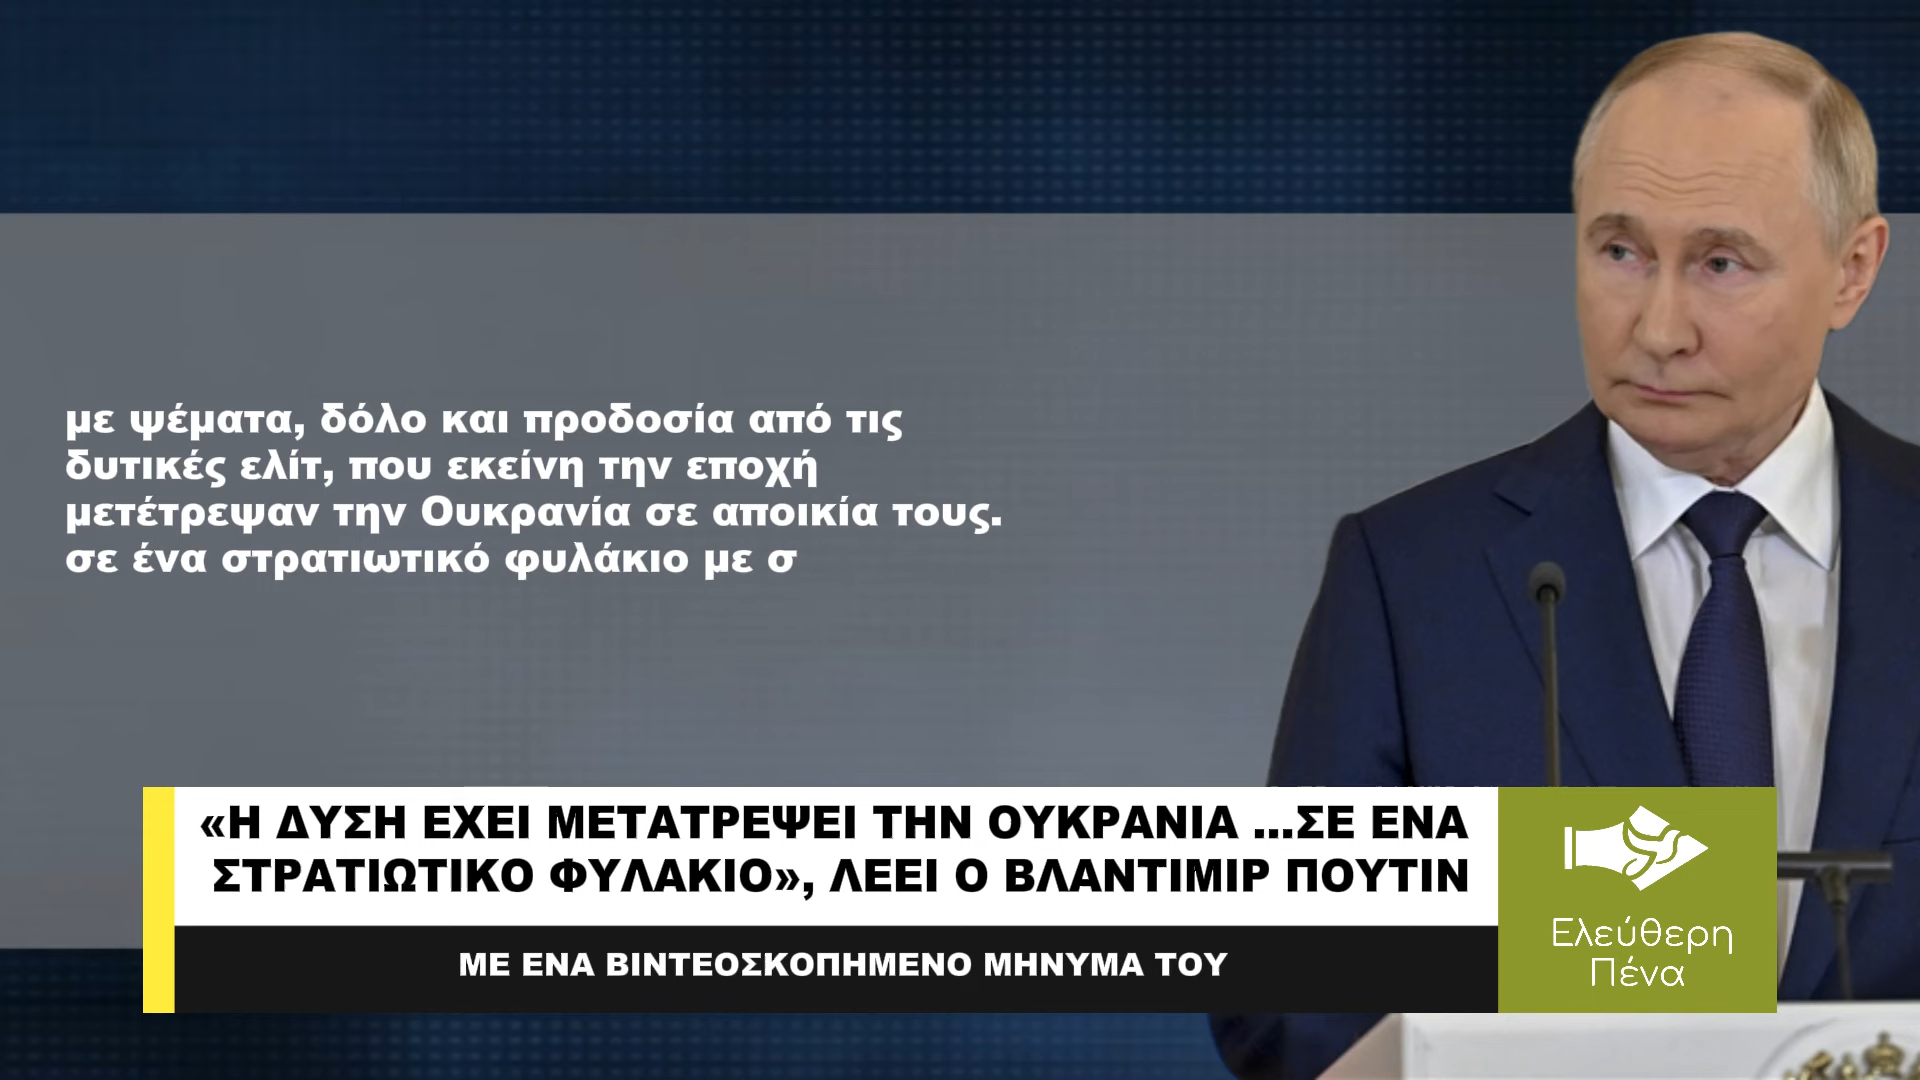 με ψέματα, δόλο και προδοσία από τις
δυτικές ελίτ, που εκείνη την εποχή
μετέτρεψαν την Ουκρανία σε αποικία τους.
σε ένα στρατιωτικό φυλάκιο με σ
«Η ΔΥΣΗ ΕΧΕΙ ΜΕΤΑΤΡΕΨΕΙ ΤΗΝ ΟΥΚΡΑΝΙΑ ...ΣΕ ΕΝΑ
ΣΤΡΑΤΙΩΤΙΚΟ ΦΥΛΑΚΙΟ», ΛΕΕΙ Ο ΒΛΑΝΤΙΜΙΡ ΠΟΥΤΙΝ
ΜΕ ΕΝΑ ΒΙΝΤΕΟΣΚΟΠΗΜΕΝΟ ΜΗΝΥΜΑ ΤΟΥ
Ελεύθερη
Πένα